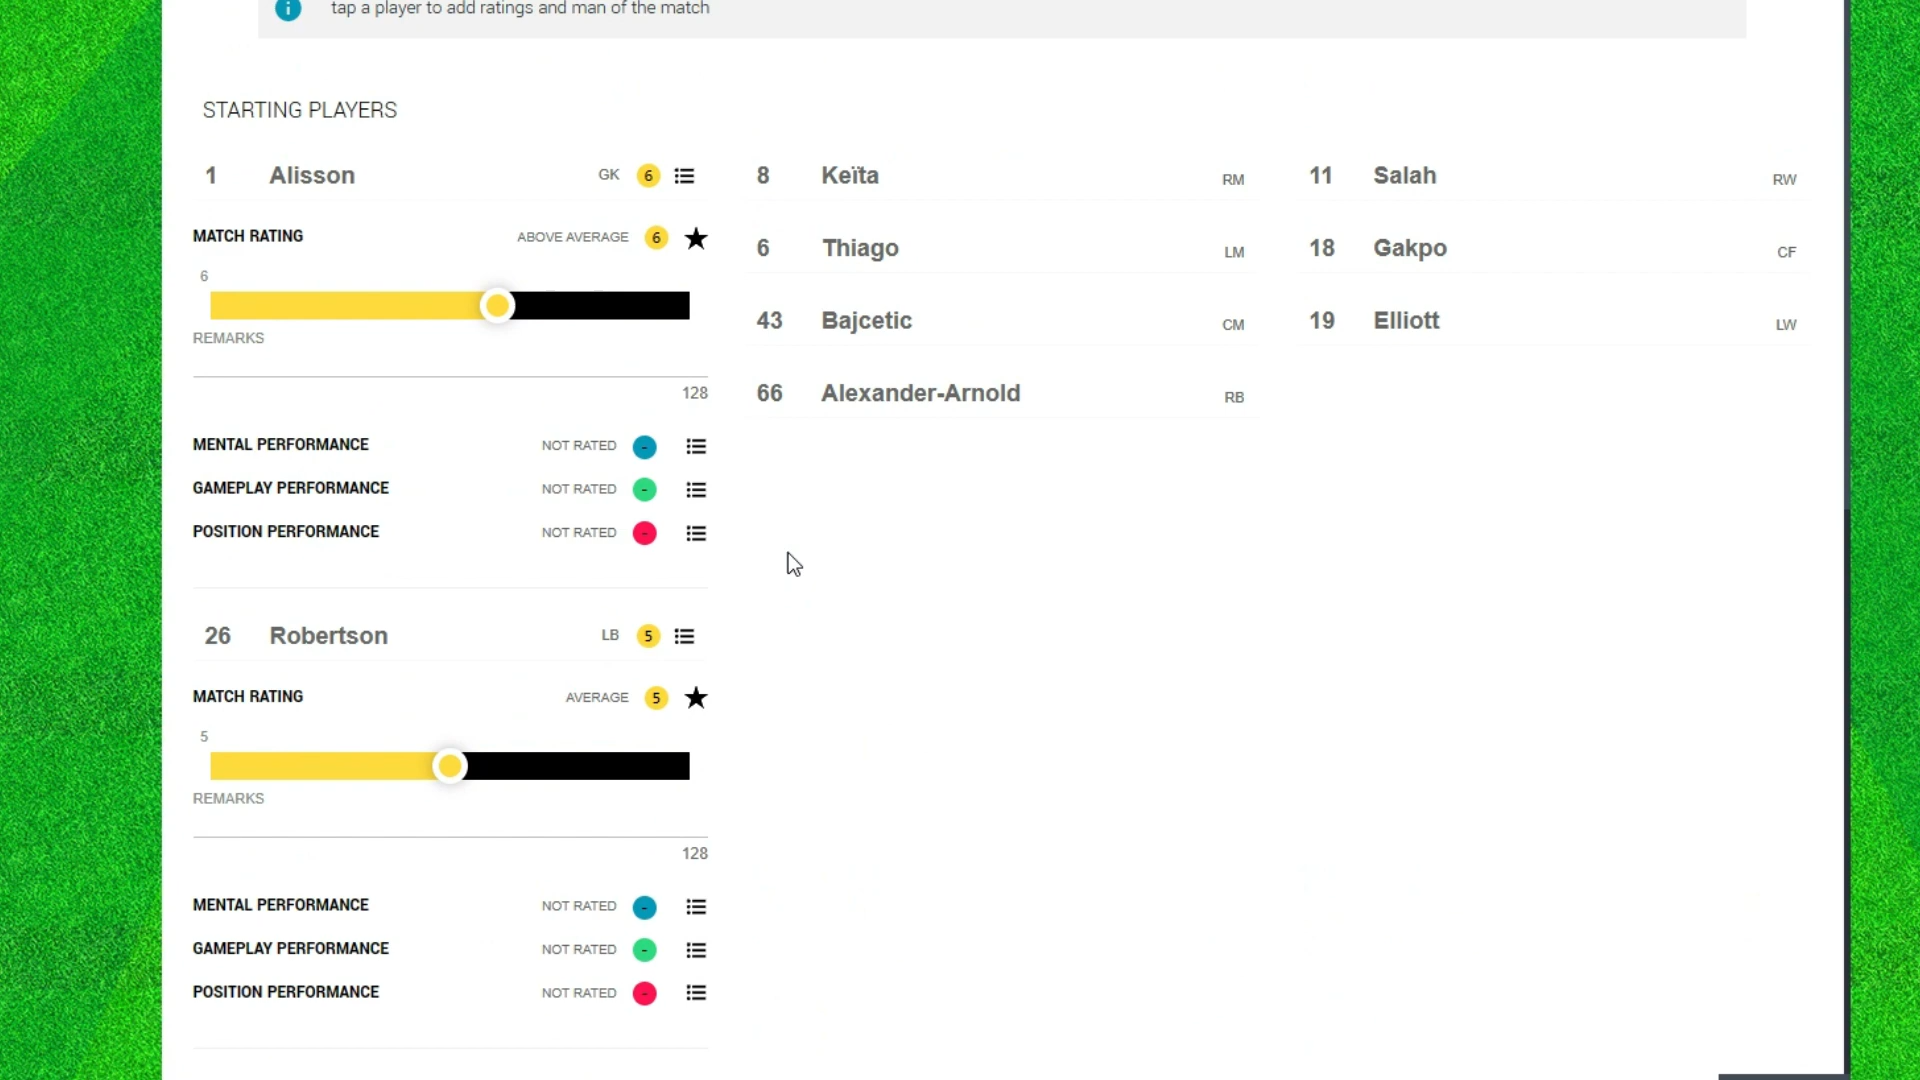 tap a player to add ratings and man of the match
STARTING PLAYERS
1 Alisson GK 6
MATCH RATING ABOVE AVERAGE 6
6
REMARKS
128
MENTAL PERFORMANCE NOT RATED -
GAMEPLAY PERFORMANCE NOT RATED -
POSITION PERFORMANCE NOT RATED -
26 Robertson LB 5
MATCH RATING AVERAGE 5
5
REMARKS
128
MENTAL PERFORMANCE NOT RATED -
GAMEPLAY PERFORMANCE NOT RATED -
POSITION PERFORMANCE NOT RATED -
8 Keïta RM
6 Thiago LM
43 Bajcetic CM
66 Alexander-Arnold RB
11 Salah RW
18 Gakpo CF
19 Elliott LW